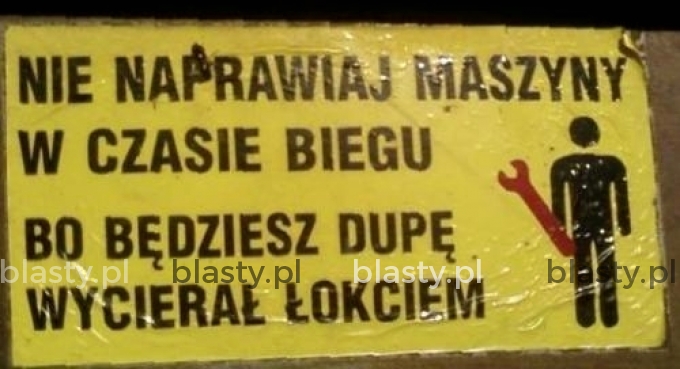 NIE NAPRAWIAJ MASZYNY
W CZASIE BIEGU
BO BĘDZIESZ DUPĘ
blasty.pl blasty.pl blasty.pl blasty.pl
WYCIERAŁ ŁOKCIEM